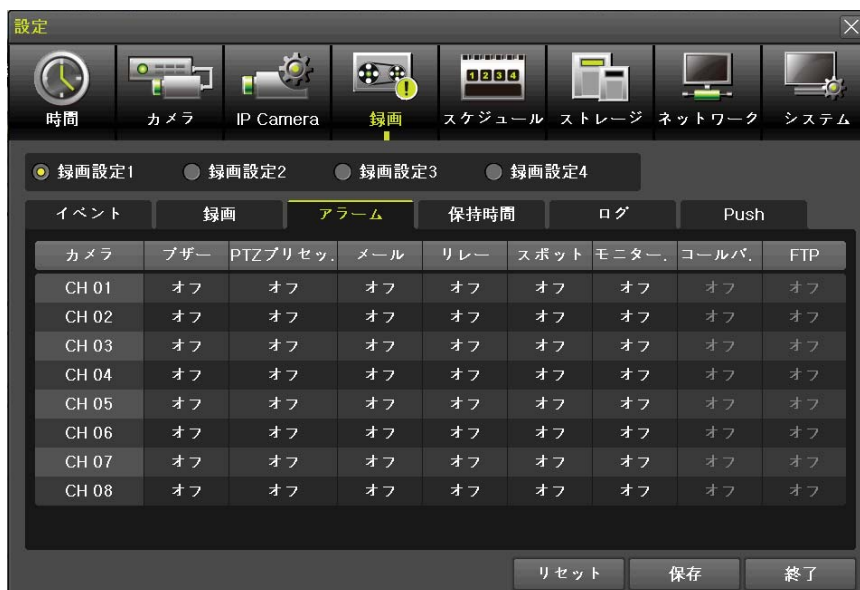 設定
時間 カメラ IP Camera 録画 スケジュール ストレージ ネットワーク システム
録画設定1 録画設定2 録画設定3 録画設定4
イベント 録画 アラーム 保持時間 ログ Push
カメラ ブザー PTZプリセッ. メール リレー スポット モニター. コールバ. FTP
CH 01 オフ オフ オフ オフ オフ オフ オフ オフ
CH 02 オフ オフ オフ オフ オフ オフ オフ オフ
CH 03 オフ オフ オフ オフ オフ オフ オフ オフ
CH 04 オフ オフ オフ オフ オフ オフ オフ オフ
CH 05 オフ オフ オフ オフ オフ オフ オフ オフ
CH 06 オフ オフ オフ オフ オフ オフ オフ オフ
CH 07 オフ オフ オフ オフ オフ オフ オフ オフ
CH 08 オフ オフ オフ オフ オフ オフ オフ オフ
リセット 保存 終了